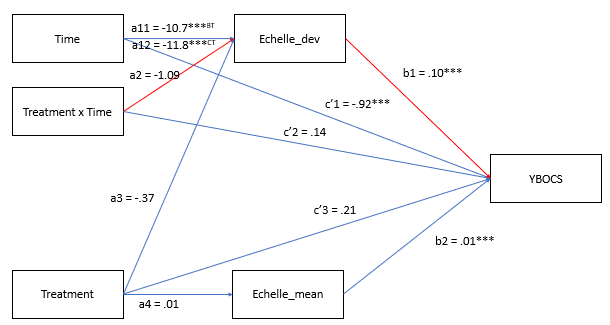 Time
a11 = -10.7***BT
a12 = -11.8***CT
Echelle_dev
a2 = -1.09
b1 = .10***
Treatment x Time
c'1 = -.92***
c'2 = .14
YBOCS
a3 = -.37
c'3 = .21
b2 = .01***
Treatment
a4 = .01
Echelle_mean